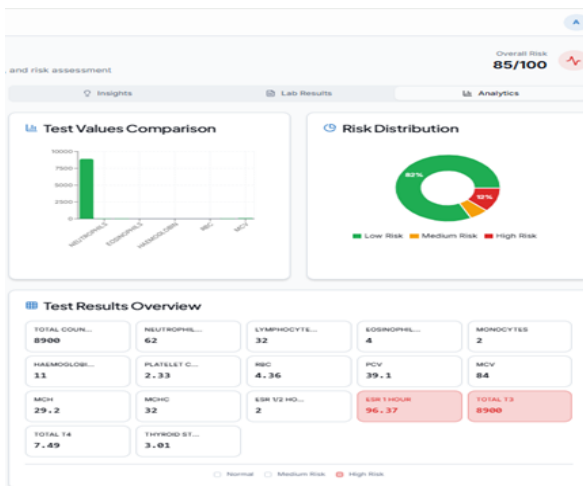 A
Overall Risk
85/100
, and risk assessment
Insights
Lab Results
Analytics
Test Values Comparison
10000
7500
5000
2500
0
NEUTROPHILS
EOSINOPHILS
HAEMOGLOBIN
RBC
MCV
Risk Distribution
82%
12%
Low Risk
Medium Risk
High Risk
Test Results Overview
TOTAL COUN...
8900
NEUTROPHIL...
62
LYMPHOCYTE...
32
EOSINOPHIL...
4
MONOCYTES
2
HAEMOGLOBI...
11
PLATELET C...
2.33
RBC
4.36
PCV
39.1
MCV
84
MCH
29.2
MCHC
32
ESR 1/2 HO...
2
ESR 1 HOUR
96.37
TOTAL T3
8900
TOTAL T4
7.49
THYROID ST...
3.01
Normal
Medium Risk
High Risk